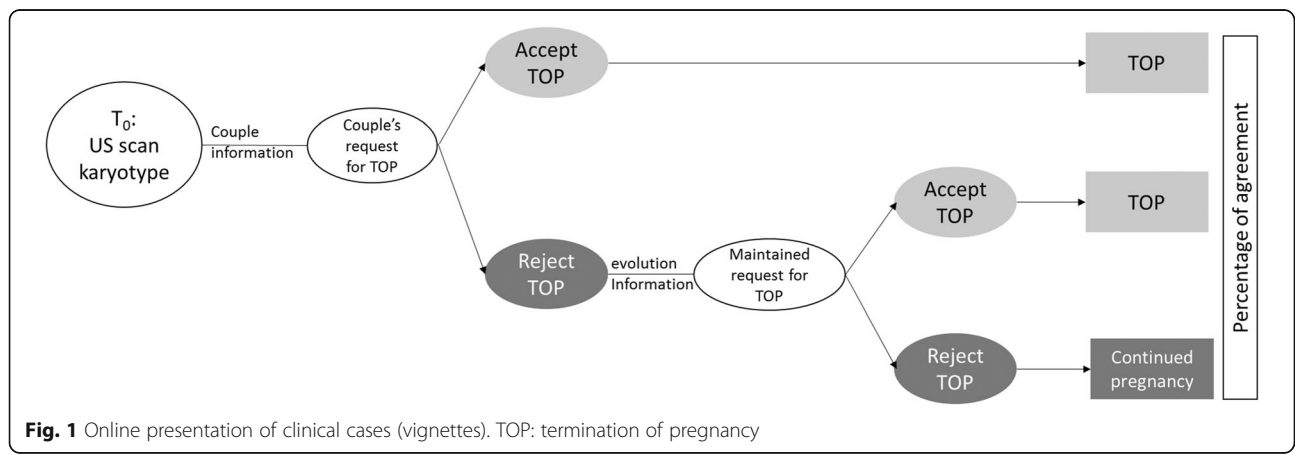 T0:
US scan
karyotype
Couple
information
Couple's
request
for TOP
Accept
TOP
TOP
Reject
TOP
evolution
Information
Maintained
request for
TOP
Accept
TOP
TOP
Reject
TOP
Continued
pregnancy
Percentage of agreement
Fig. 1 Online presentation of clinical cases (vignettes). TOP: termination of pregnancy